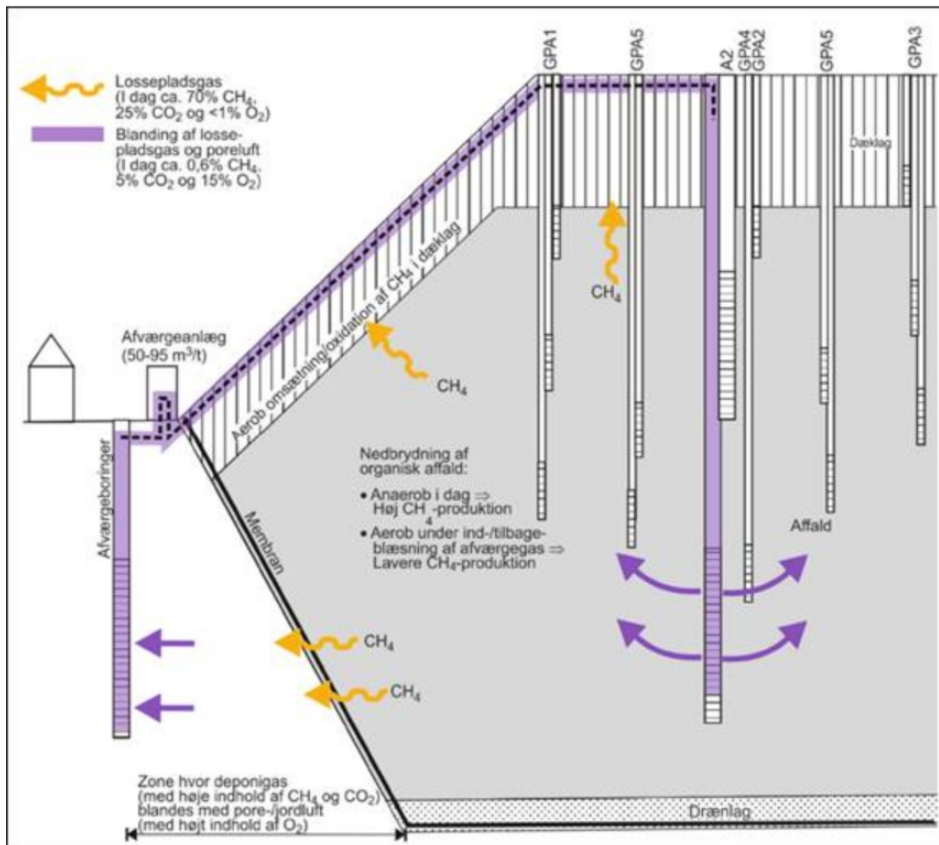 Lossepladsgas
(I dag ca. 70% CH₄,
25% CO₂ og <1% O₂)
Blanding af losse-
pladsgas og poreluft
(I dag ca. 0,6% CH₄,
5% CO₂ og 15% O₂)
GPA1
GPA5
A2
GPA4
GPA2
GPA5
GPA3
Dæklag
Aerob omsætning/oxidation af CH₄ i dæklag
CH₄
CH₄
Afværgeanlæg
(50-95 m³/t)
Afværgeboringer
Membran
Nedbrydning af
organisk affald:
• Anaerob i dag ⇒
Høj CH₄-produktion
• Aerob under ind-/tilbage-
blæsning af afværgegas ⇒
Lavere CH₄-produktion
Affald
CH₄
CH₄
Zone hvor deponigas
(med høje indhold af CH₄ og CO₂)
blandes med pore-/jordluft
(med højt indhold af O₂)
Drænlag